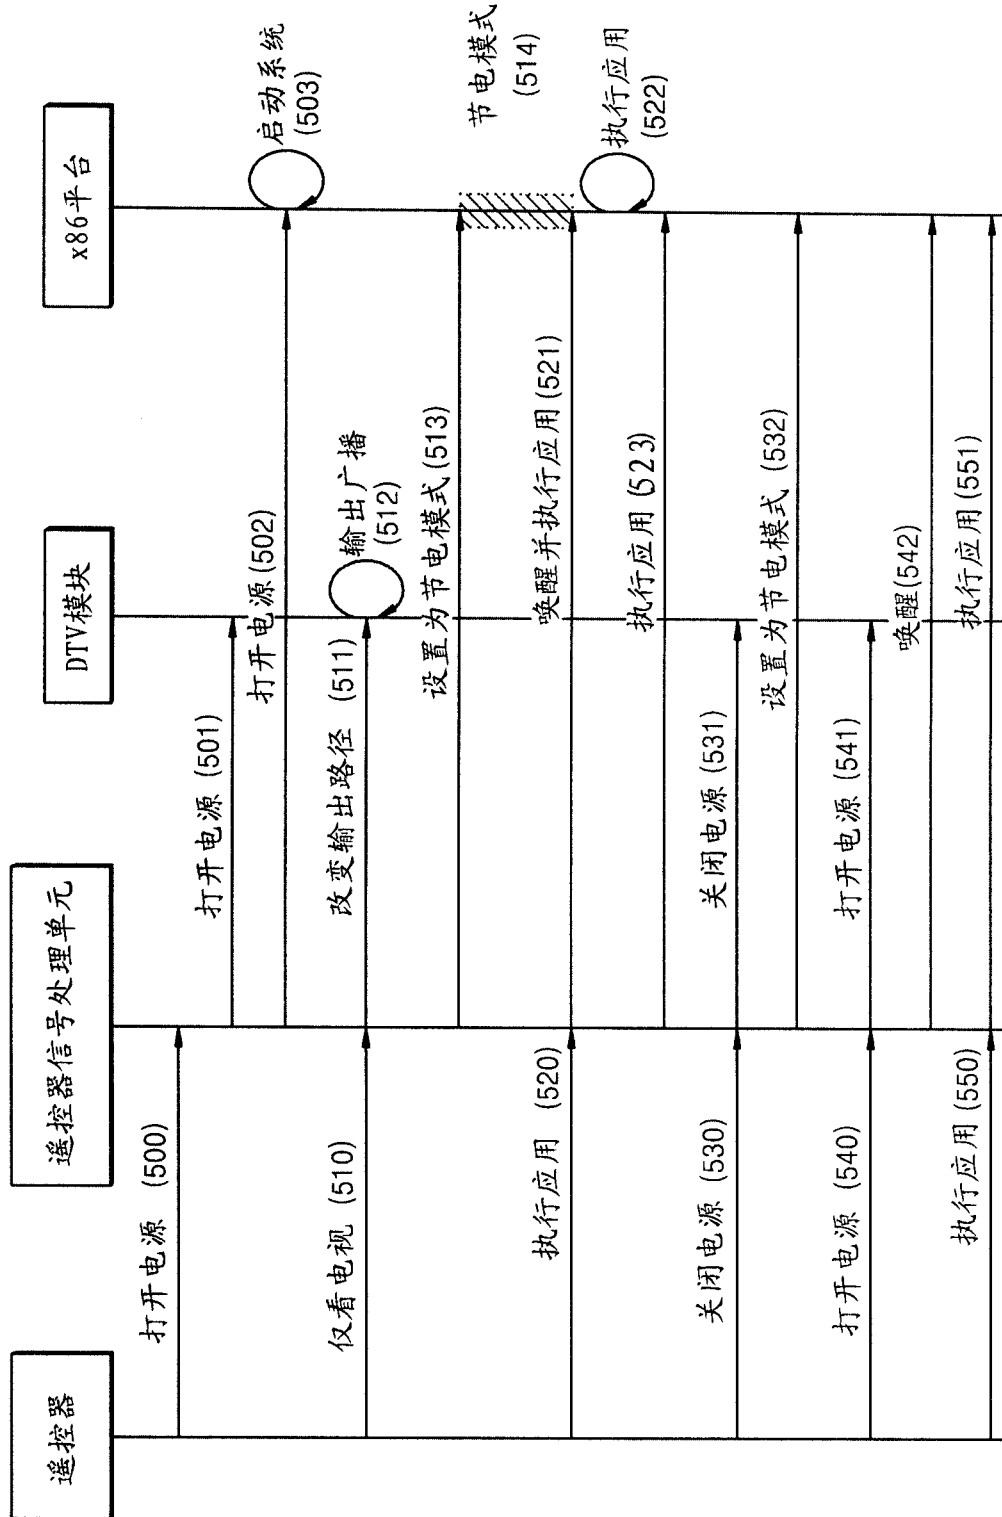 遥控器
遥控器信号处理单元
DTV模块
x86平台
打开电源 (500)
打开电源 (501)
打开电源(502)
启动系统
(503)
仅看电视 (510)
改变输出路径 (511)
输出广播
(512)
设置为节电模式(513)
节电模式
(514)
执行应用 (520)
唤醒并执行应用(521)
执行应用
(522)
执行应用(523)
关闭电源 (530)
关闭电源 (531)
设置为节电模式 (532)
打开电源 (540)
打开电源 (541)
唤醒(542)
执行应用(550)
执行应用(551)